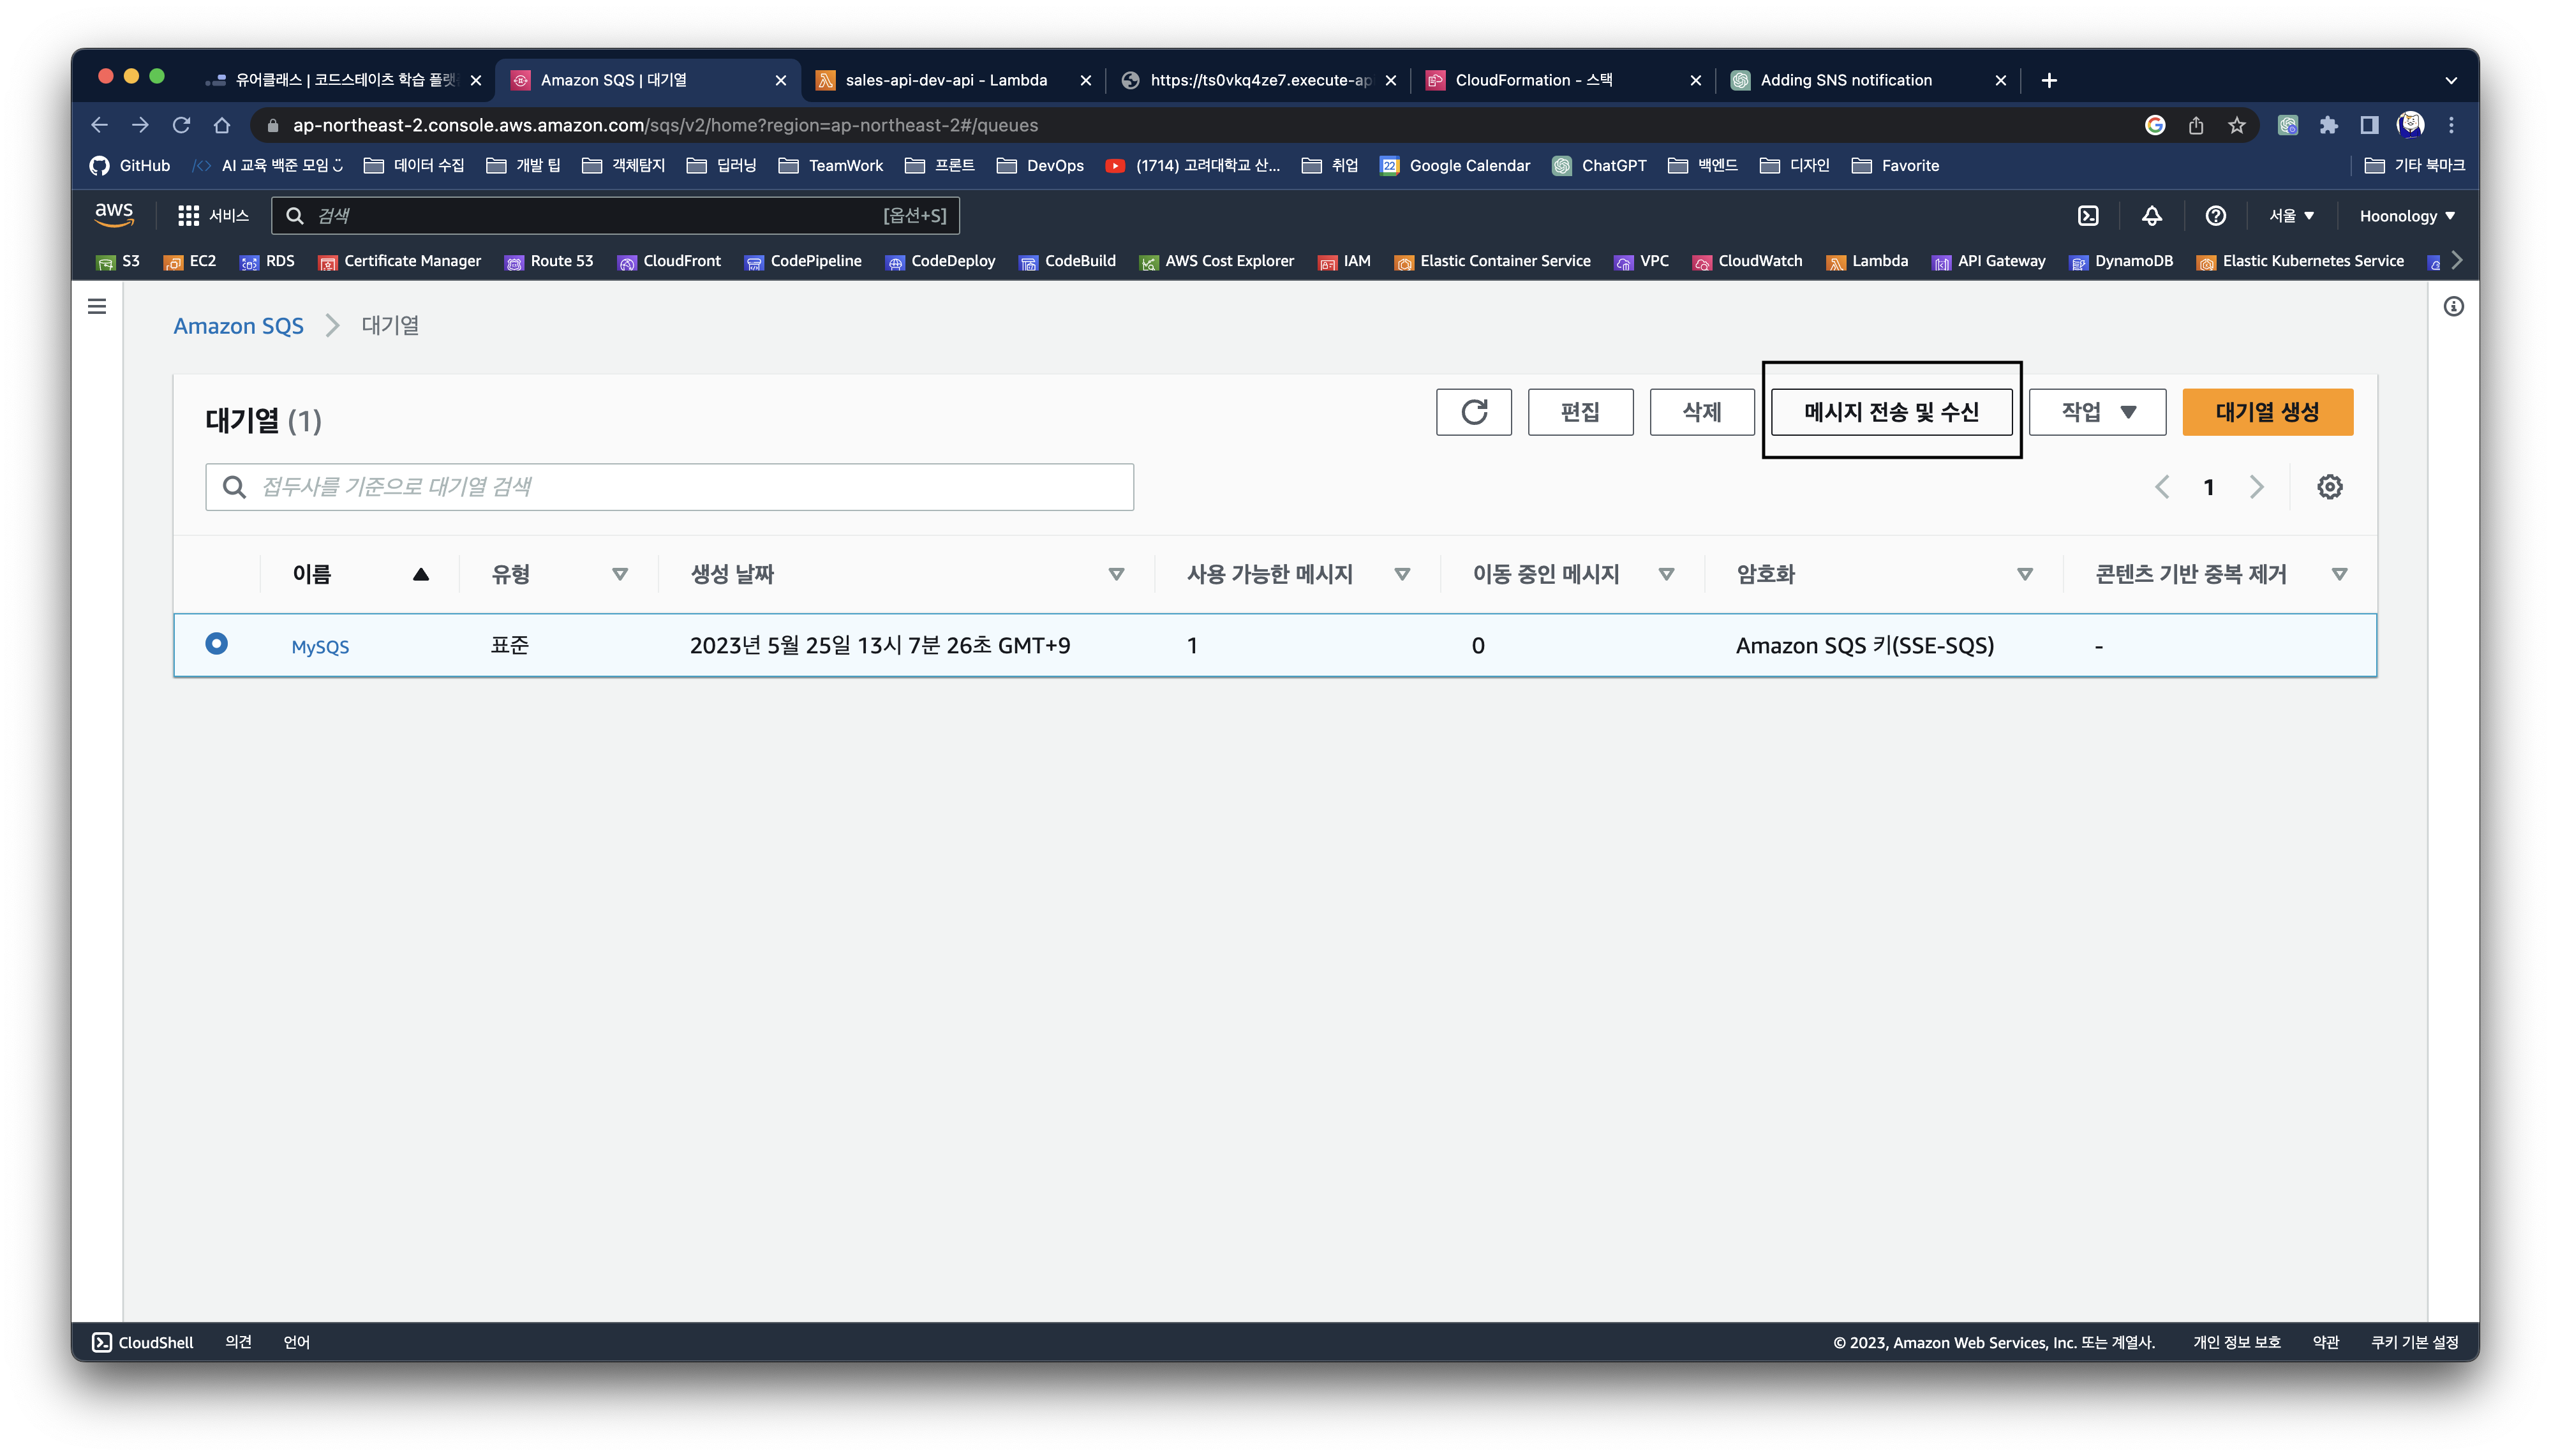 유어클래스 | 코드스테이츠 학습 플랫
Amazon SQS | 대기열
sales-api-dev-api - Lambda
https://ts0vkq4ze7.execute-ap
CloudFormation - 스택
Adding SNS notification
ap-northeast-2.console.aws.amazon.com/sqs/v2/home?region=ap-northeast-2#/queues
GitHub
AI 교육 백준 모임
데이터 수집
개발 팁
객체탐지
딥러닝
TeamWork
프론트
DevOps
(1714) 고려대학교 산...
취업
22
Google Calendar
ChatGPT
백엔드
디자인
Favorite
기타 북마크
aws
서비스
검색
[옵션+S]
서울 ▼
Hoonology ▼
S3
EC2
RDS
Certificate Manager
Route 53
CloudFront
CodePipeline
CodeDeploy
CodeBuild
AWS Cost Explorer
IAM
Elastic Container Service
VPC
CloudWatch
Lambda
API Gateway
DynamoDB
Elastic Kubernetes Service
Amazon SQS > 대기열
대기열 (1)
편집
삭제
메시지 전송 및 수신
작업 ▼
대기열 생성
접두사를 기준으로 대기열 검색
1
이름
유형
생성 날짜
사용 가능한 메시지
이동 중인 메시지
암호화
콘텐츠 기반 중복 제거
MySQS
표준
2023년 5월 25일 13시 7분 26초 GMT+9
1
0
Amazon SQS 키(SSE-SQS)
-
CloudShell
의견
언어
© 2023, Amazon Web Services, Inc. 또는 계열사.
개인 정보 보호
약관
쿠키 기본 설정